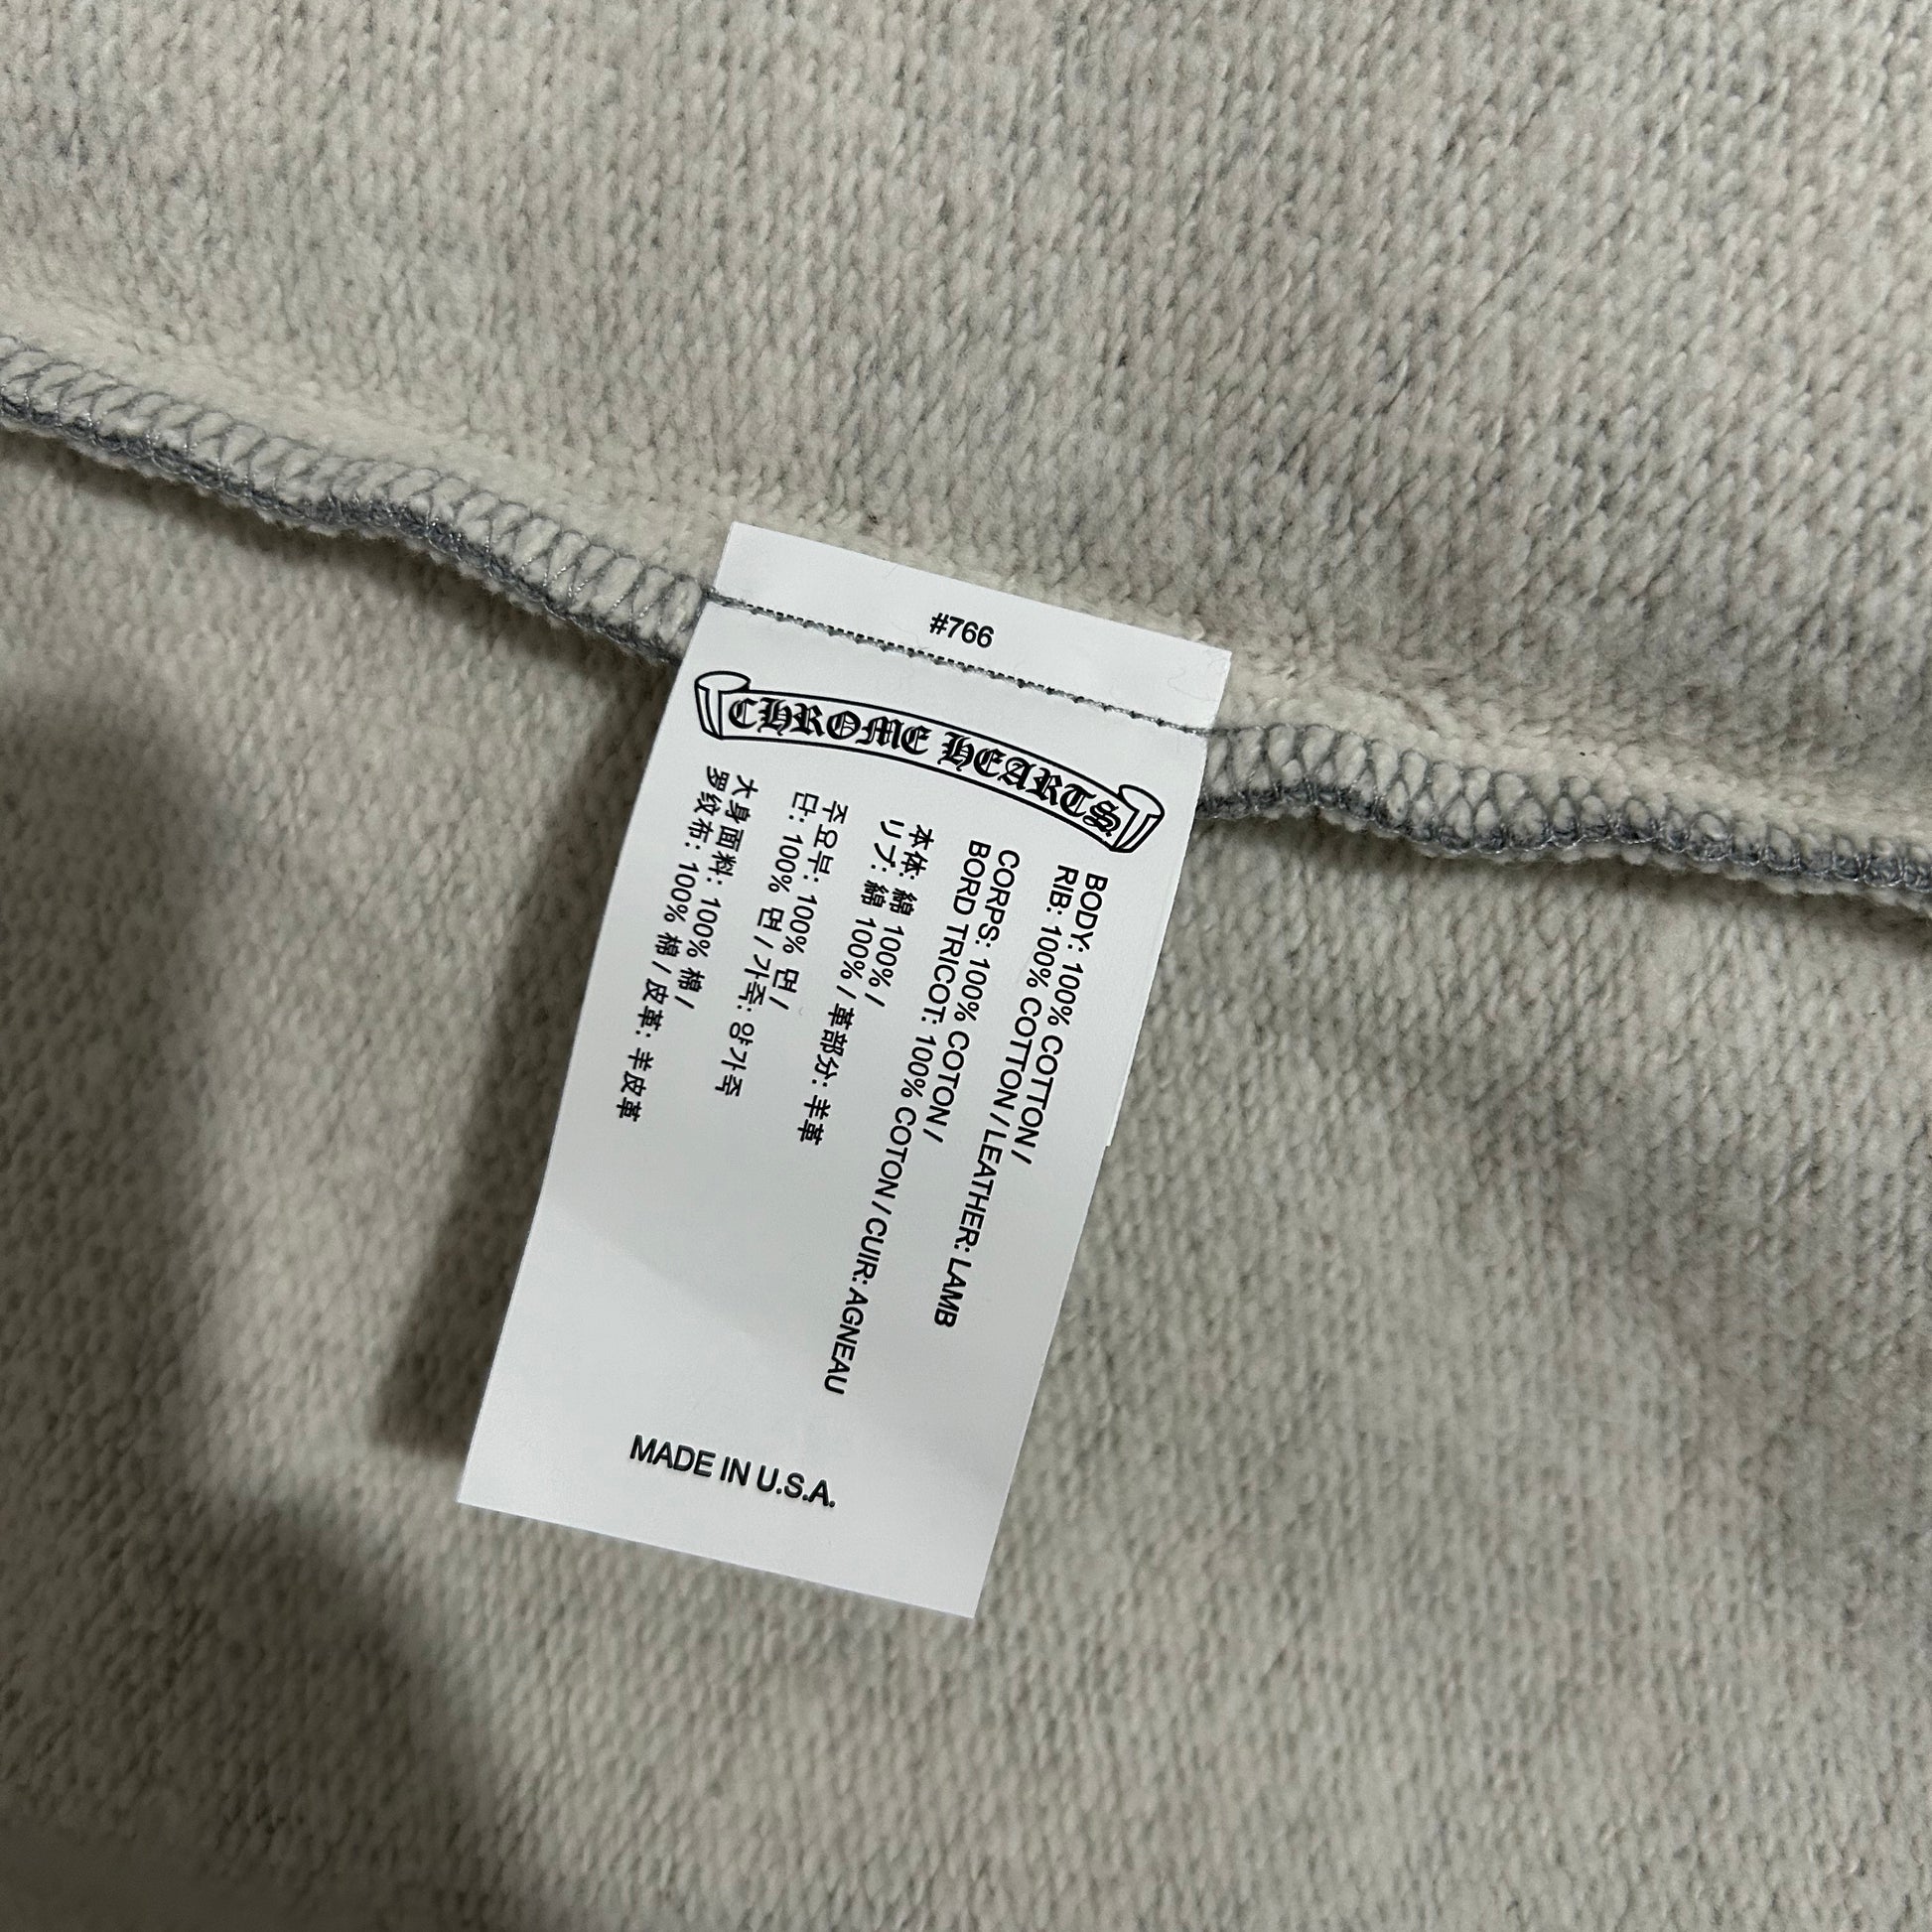 #766
CHROME HEARTS
BODY: 100% COTTON /
RIB: 100% COTTON / LEATHER: LAMB
CORPS: 100% COTON /
BORD TRICOT: 100% COTON / CUIR: AGNEAU
本体: 綿 100% /
リブ: 綿 100% / 革部分: 羊革
주요부: 100% 면 /
단: 100% 면 / 가죽: 양가죽
大身面料: 100% 棉 /
罗纹布: 100% 棉 / 皮革: 羊皮革
MADE IN U.S.A.